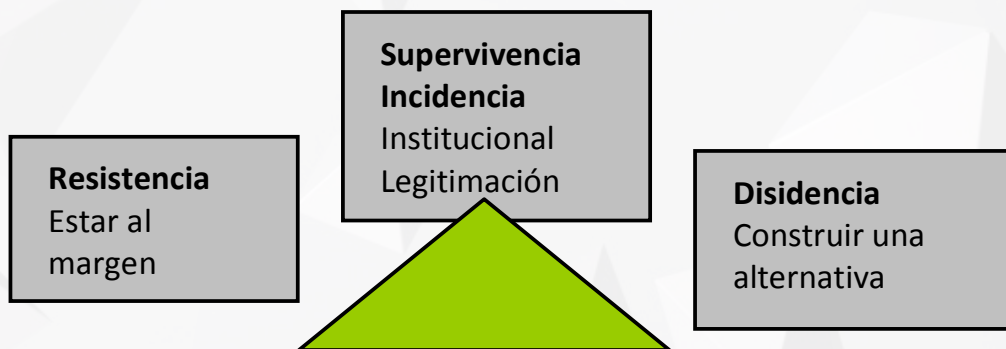 Supervivencia
Incidencia
Institucional
Legitimación
Resistencia
Estar al
margen
Disidencia
Construir una
alternativa